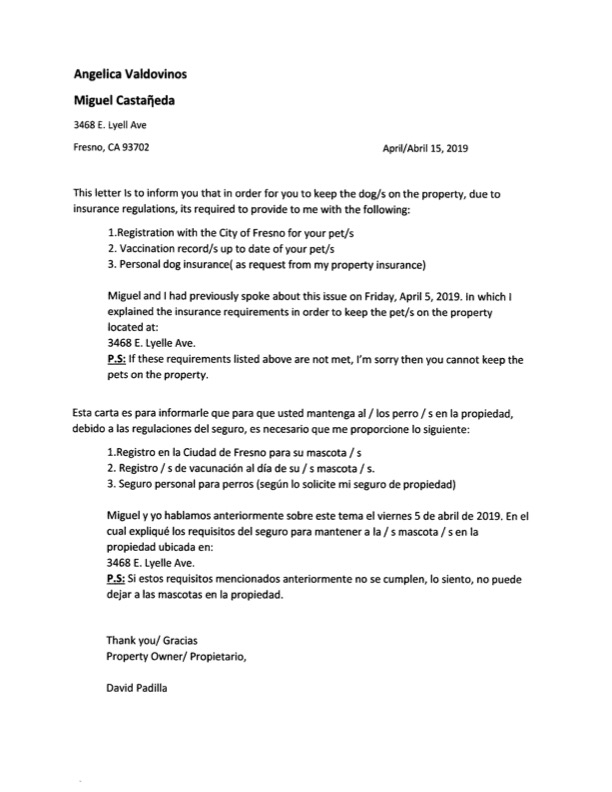 Angelica Valdovinos
Miguel Castañeda
3468 E. Lyell Ave
Fresno, CA 93702
April/Abril 15, 2019
This letter Is to inform you that in order for you to keep the dog/s on the property, due to
insurance regulations, its required to provide to me with the following:
1.Registration with the City of Fresno for your pet/s
2. Vaccination record/s up to date of your pet/s
3. Personal dog insurance( as request from my property insurance)
Miguel and I had previously spoke about this issue on Friday, April 5, 2019. In which I
explained the insurance requirements in order to keep the pet/s on the property
located at:
3468 E. Lyelle Ave.
P.S: If these requirements listed above are not met, I'm sorry then you cannot keep the
pets on the property.
Esta carta es para informarle que para que usted mantenga al / los perro / s en la propiedad,
debido a las regulaciones del seguro, es necesario que me proporcione lo siguiente:
1.Registro en la Ciudad de Fresno para su mascota / s
2. Registro / s de vacunación al día de su / s mascota / s.
3. Seguro personal para perros (según lo solicite mi seguro de propiedad)
Miguel y yo hablamos anteriormente sobre este tema el viernes 5 de abril de 2019. En el
cual expliqué los requisitos del seguro para mantener a la / s mascota / s en la
propiedad ubicada en:
3468 E. Lyelle Ave.
P.S: Si estos requisitos mencionados anteriormente no se cumplen, lo siento, no puede
dejar a las mascotas en la propiedad.
Thank you/ Gracias
Property Owner/ Propietario,
David Padilla